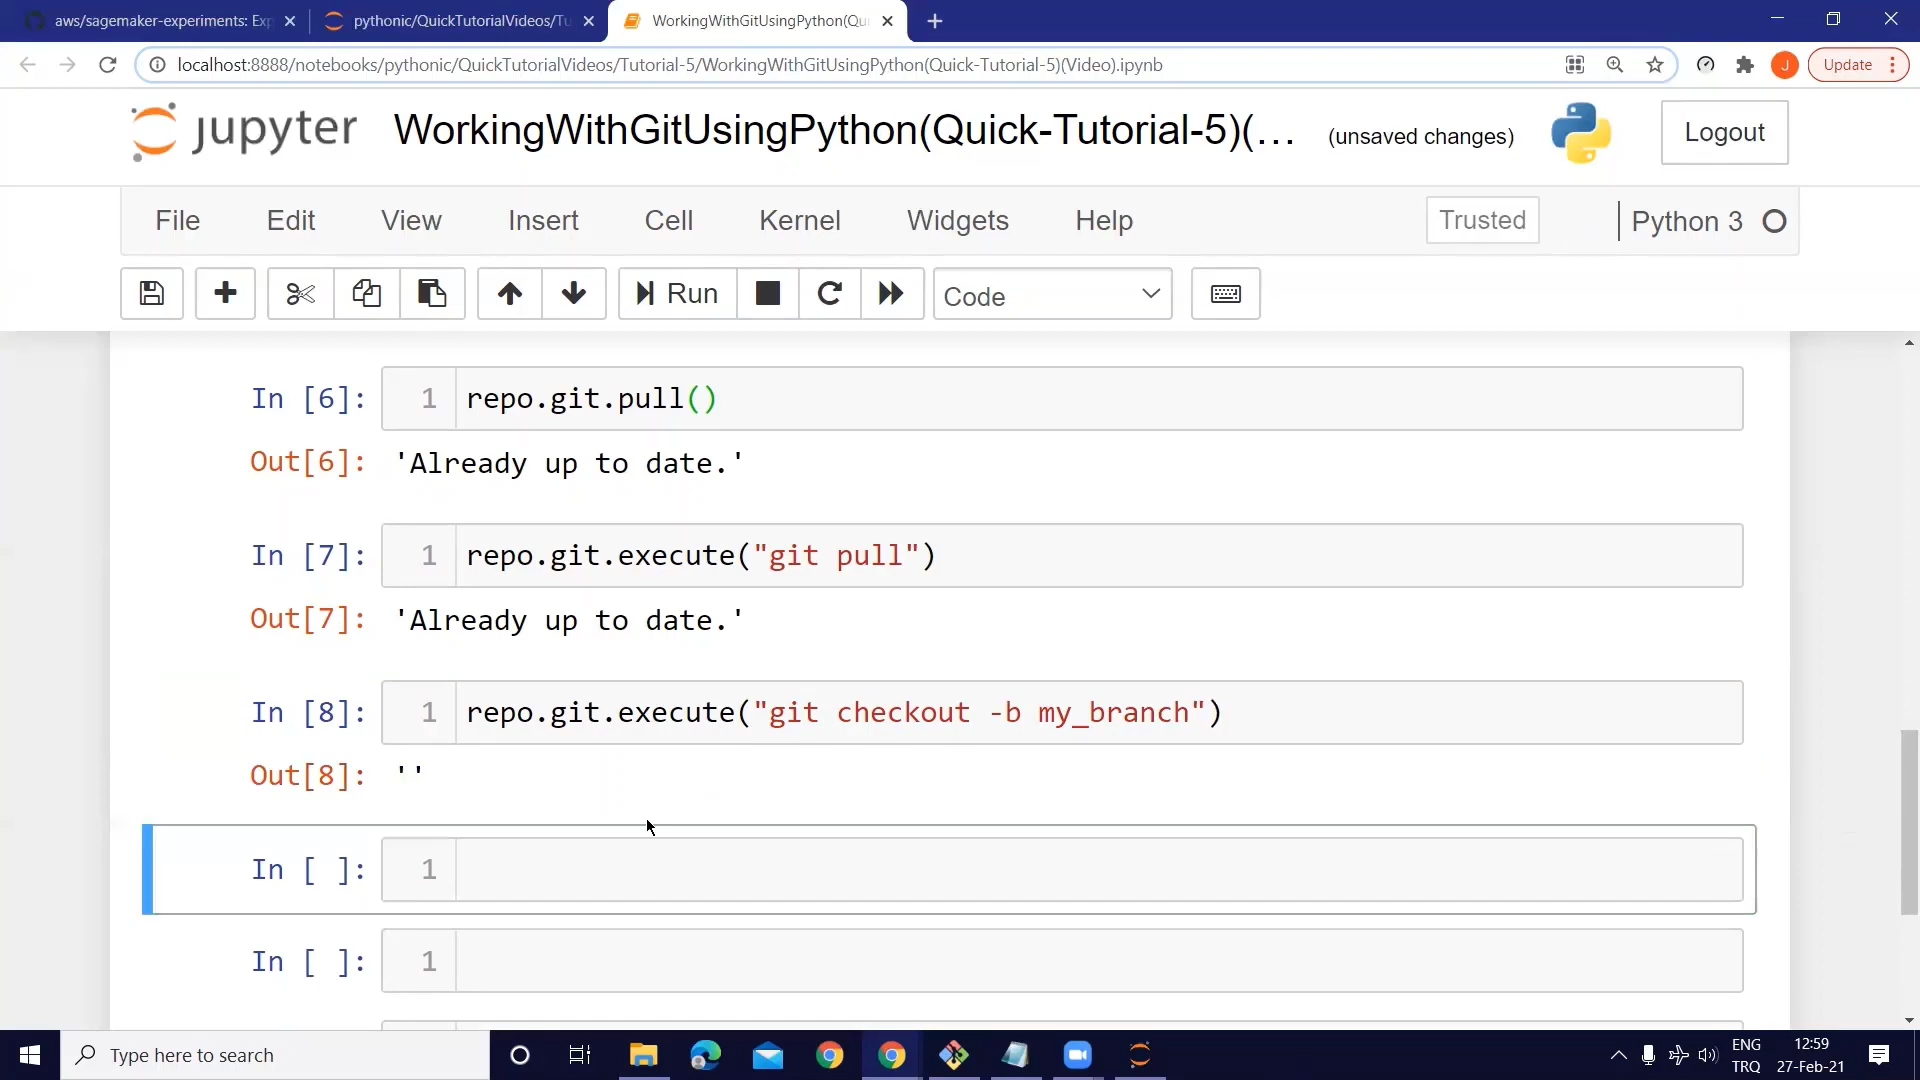 aws/sagemaker-experiments: Exp
pythonic/QuickTutorialVideos/Tu
WorkingWithGitUsingPython(Qu
localhost:8888/notebooks/pythonic/QuickTutorialVideos/Tutorial-5/WorkingWithGitUsingPython(Quick-Tutorial-5)(Video).ipynb
J
Update
jupyter
WorkingWithGitUsingPython(Quick-Tutorial-5)(...
(unsaved changes)
Logout
File
Edit
View
Insert
Cell
Kernel
Widgets
Help
Trusted
Python 3
Run
Code
In [6]:
1
repo.git.pull()
Out[6]:
'Already up to date.'
In [7]:
1
repo.git.execute("git pull")
Out[7]:
'Already up to date.'
In [8]:
1
repo.git.execute("git checkout -b my_branch")
Out[8]:
''
In [ ]:
1
In [ ]:
1
Type here to search
ENG
TRQ
12:59
27-Feb-21